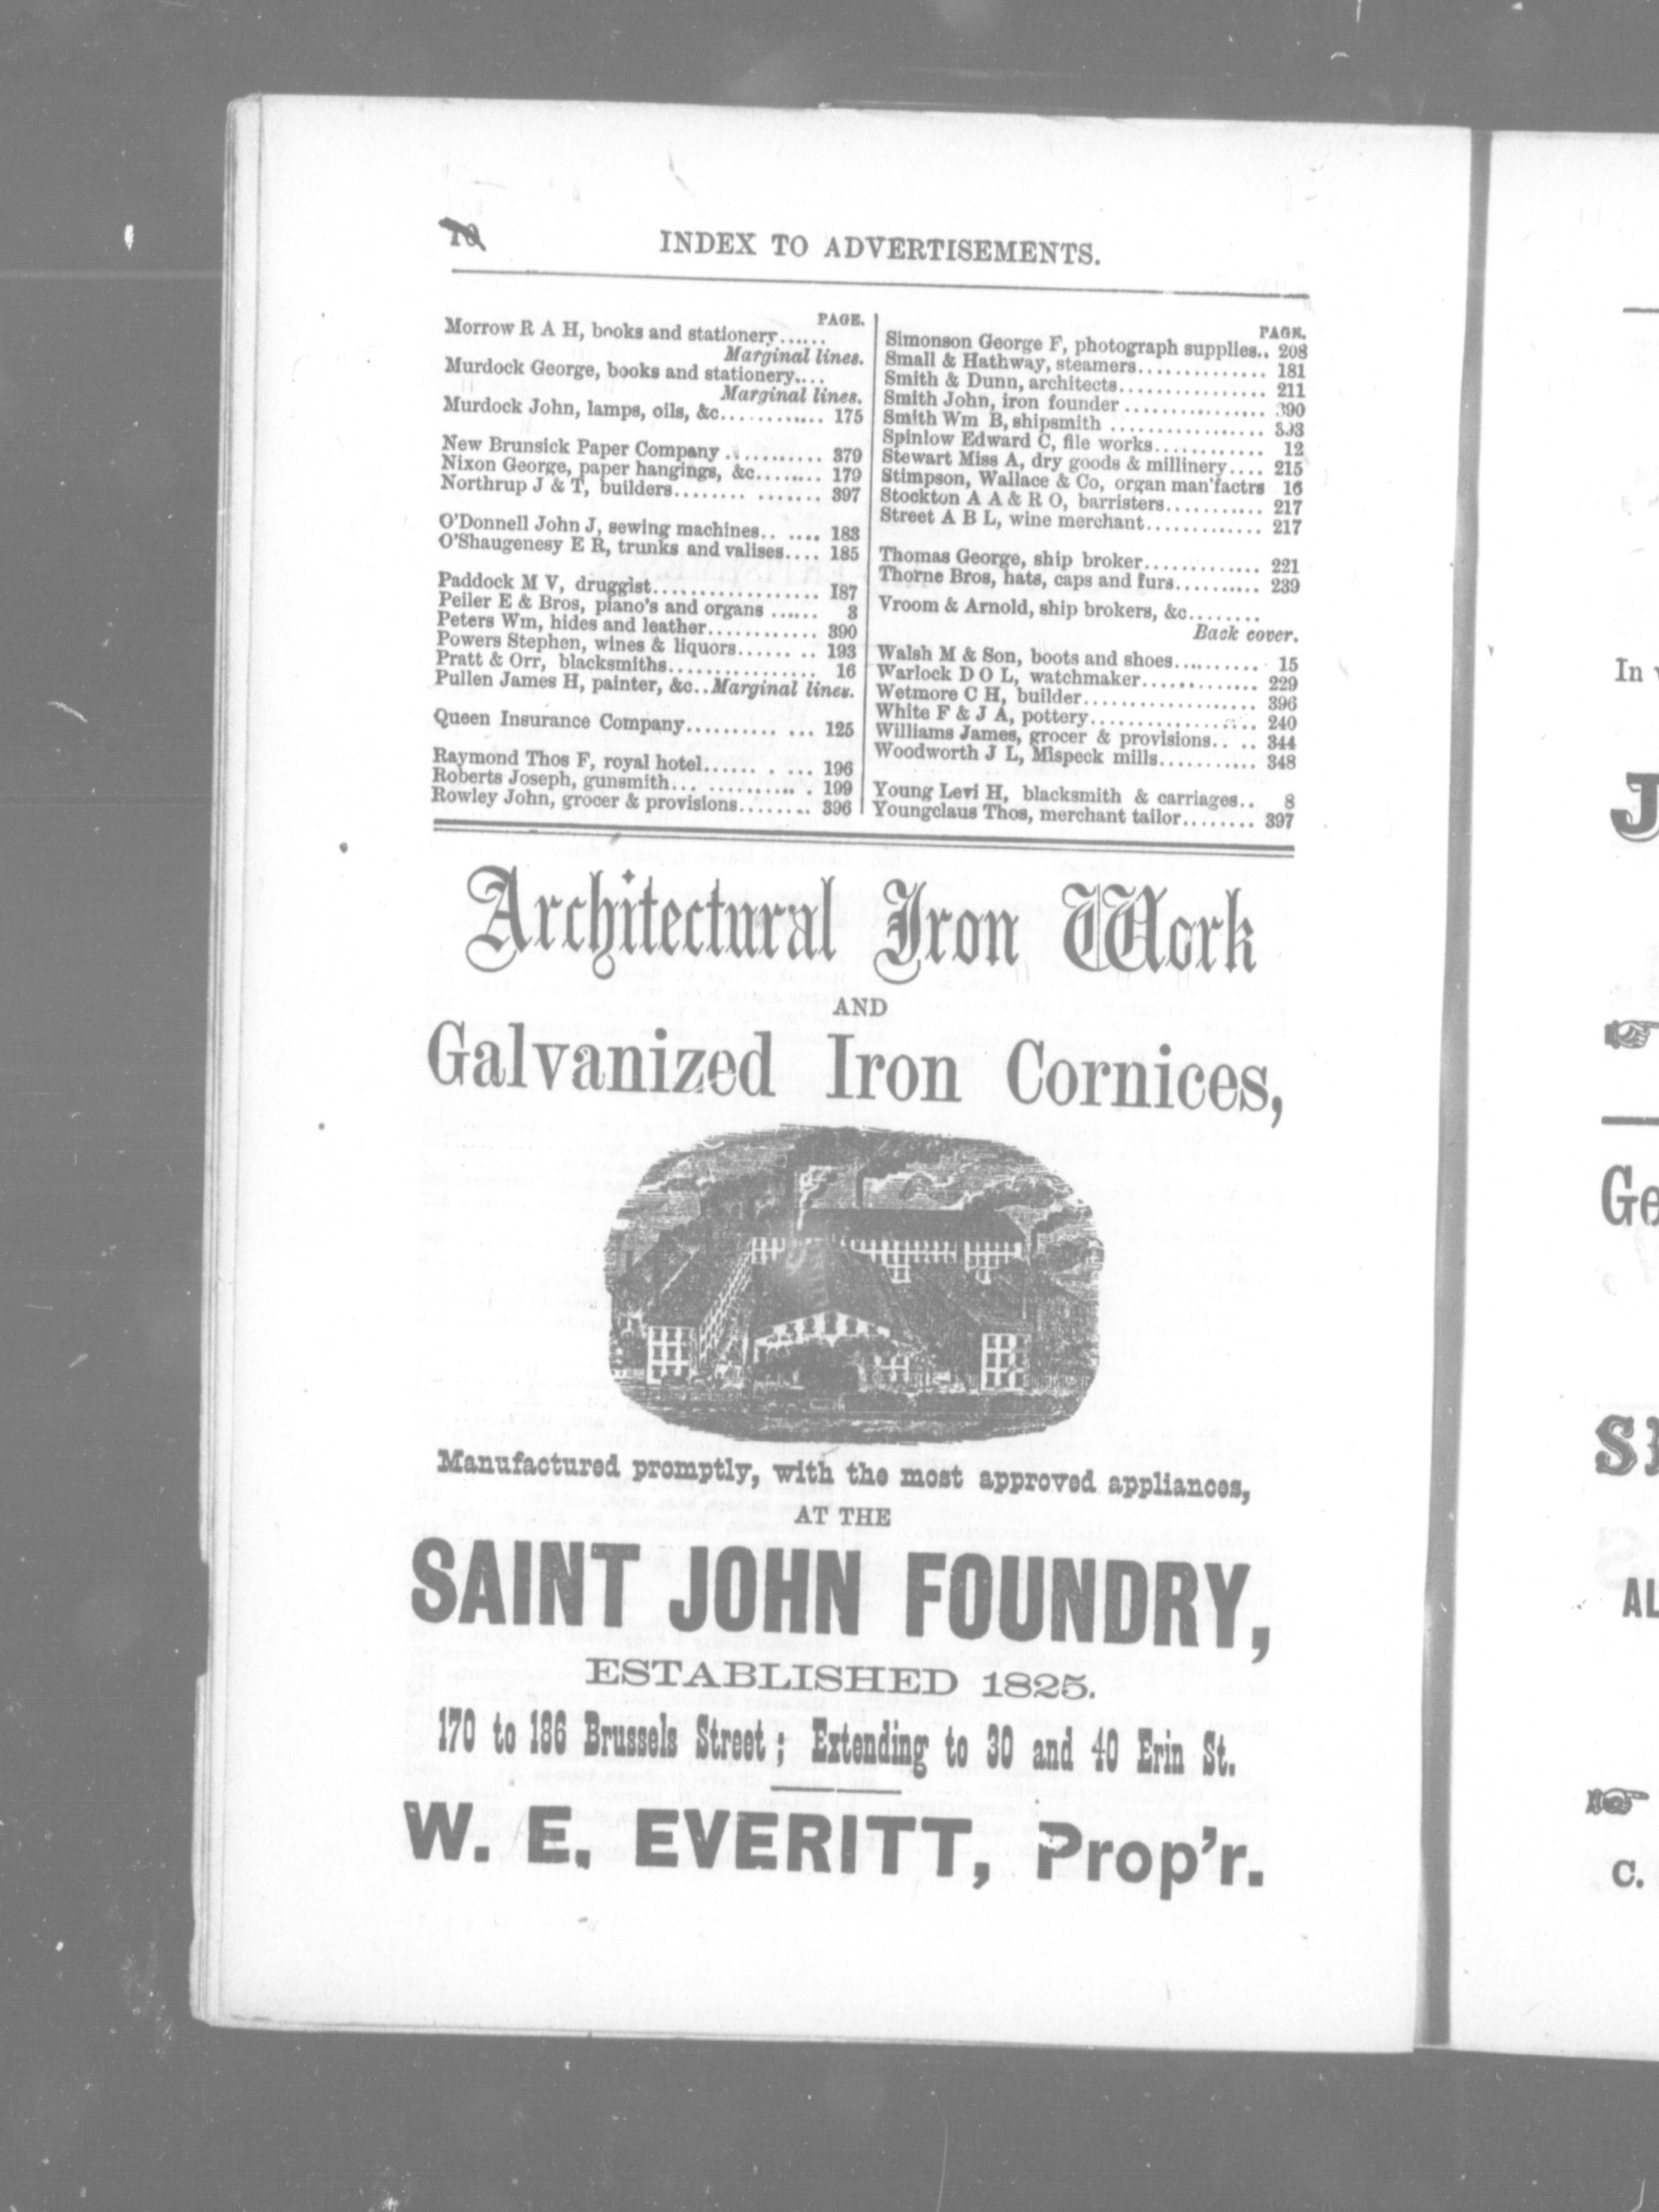 10
INDEX TO ADVERTISEMENTS.
PAGE.
Morrow R A H, books and stationery......
Marginal lines.
Murdock George, books and stationery....
Marginal lines.
Murdock John, lamps, oils, &c............ 175
New Brunsick Paper Company ........... 379
Nixon George, paper hangings, &c........ 179
Northrup J & T, builders........ ....... 397
O'Donnell John J, sewing machines.. .... 183
O'Shaugenesy E R, trunks and valises.... 185
Paddock M V, druggist.................. 187
Peiler E & Bros, piano's and organs ...... 3
Peters Wm, hides and leather............ 390
Powers Stephen, wines & liquors...... .. 193
Pratt & Orr, blacksmiths................ 16
Pullen James H, painter, &c..Marginal lines.
Queen Insurance Company.......... ... 125
Raymond Thos F, royal hotel...... . ... 196
Roberts Joseph, gunsmith... .......... . 199
Rowley John, grocer & provisions........ 396
PAGE.
Simonson George F, photograph supplies.. 208
Small & Hathway, steamers.............. 181
Smith & Dunn, architects................ 211
Smith John, iron founder ................ 390
Smith Wm B, shipsmith ................. 393
Spinlow Edward C, file works............ 12
Stewart Miss A, dry goods & millinery.... 215
Stimpson, Wallace & Co, organ man'factrs 16
Stockton A A & R O, barristers........... 217
Street A B L, wine merchant............. 217
Thomas George, ship broker............. 221
Thorne Bros, hats, caps and furs.......... 239
Vroom & Arnold, ship brokers, &c........
Back cover.
Walsh M & Son, boots and shoes.......... 15
Warlock D O L, watchmaker............. 229
Wetmore C H, builder................... 396
White F & J A, pottery.................. 240
Williams James, grocer & provisions.. .. 344
Woodworth J L, Mispeck mills........... 348
Young Levi H, blacksmith & carriages.. 8
Youngclaus Thos, merchant tailor........ 397
Architectural Iron Work
AND
Galvanized Iron Cornices,
Manufactured promptly, with the most approved appliances,
AT THE
SAINT JOHN FOUNDRY,
ESTABLISHED 1825.
170 to 186 Brussels Street; Extending to 30 and 40 Erin St.
W. E. EVERITT, Prop'r.
In
J
Ge
AL
C.